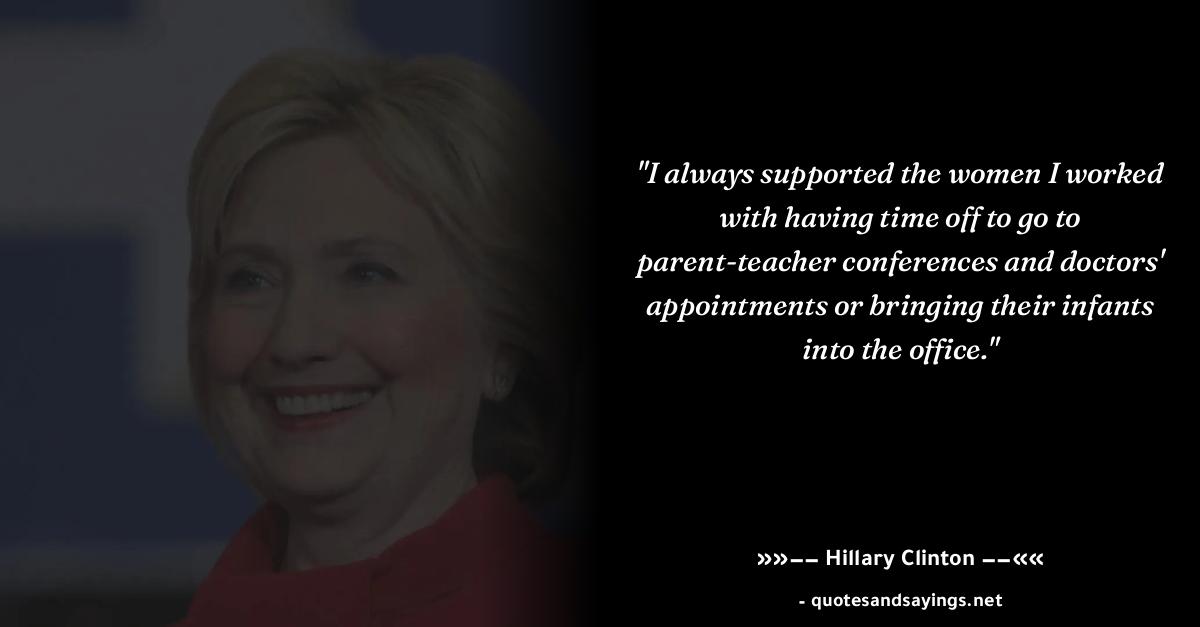 "I always supported the women I worked
with having time off to go to
parent-teacher conferences and doctors'
appointments or bringing their infants
into the office."
»»–– Hillary Clinton ––««
- quotesandsayings.net